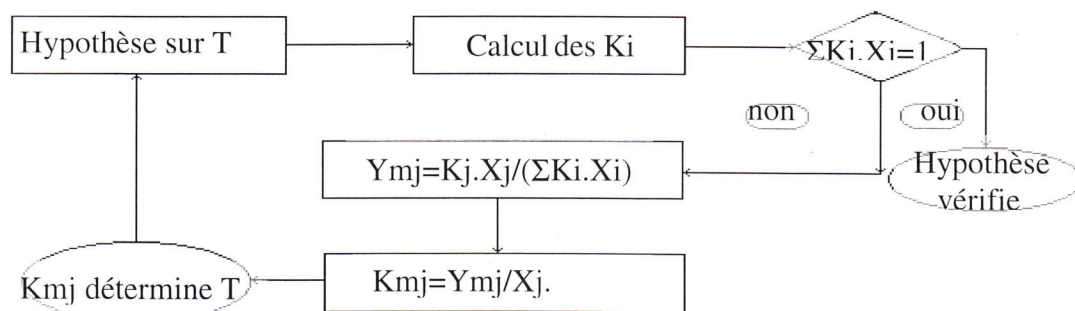 Hypothèse sur T
Calcul des Ki
ΣKi.Xi=1
non
oui
Ymj=Kj.Xj/(ΣKi.Xi)
Hypothèse
vérifie
Kmj détermine T
Kmj=Ymj/Xj.